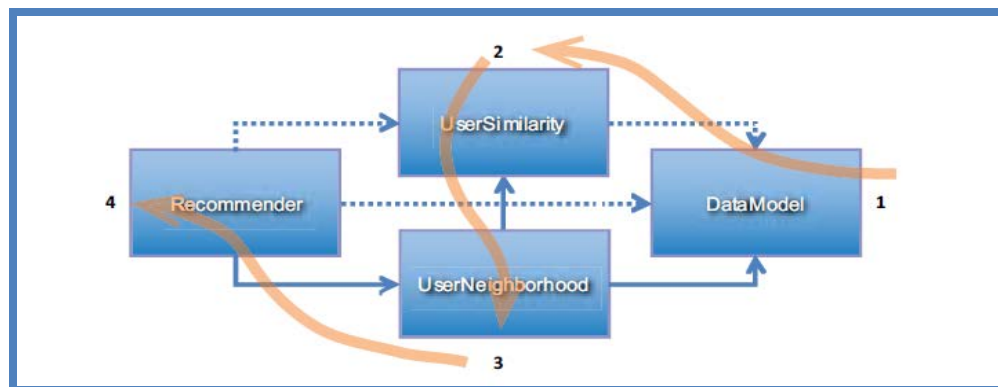 2
UserSimilarity
4
Recommender
DataModel
1
UserNeighborhood
3